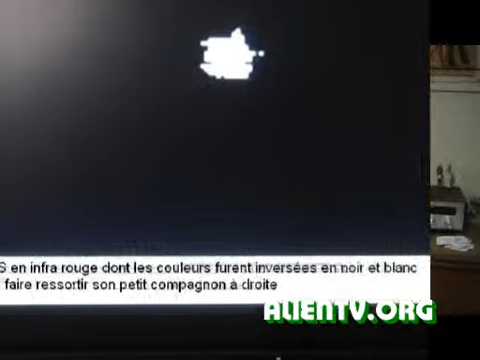 S en infra rouge dont les couleurs furent inversées en noir et blanc
faire ressortir son petit compagnon à droite
ALIENTV.ORG